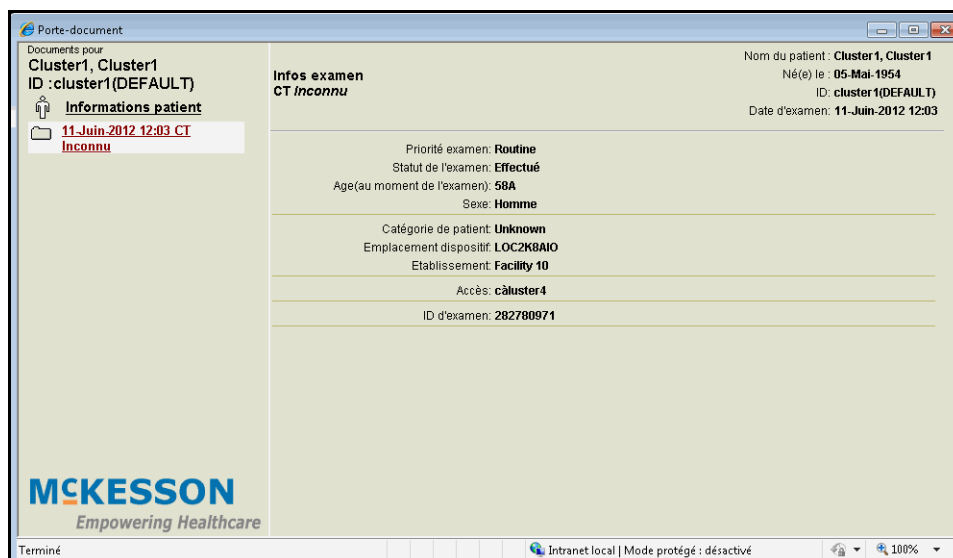 Porte-document
Documents pour
Cluster1, Cluster1
ID :cluster1(DEFAULT)
Informations patient
11-Juin-2012 12:03 CT
Inconnu
Infos examen
CT Inconnu
Nom du patient : Cluster1, Cluster1
Né(e) le : 05-Mai-1954
ID: cluster1(DEFAULT)
Date d'examen: 11-Juin-2012 12:03
Priorité examen: Routine
Statut de l'examen: Effectué
Age(au moment de l'examen): 58A
Sexe: Homme
Catégorie de patient: Unknown
Emplacement dispositif: LOC2K8AIO
Etablissement: Facility 10
Accès: càluster4
ID d'examen: 282780971
MCKESSON
Empowering Healthcare
Terminé
Intranet local | Mode protégé : désactivé
100%